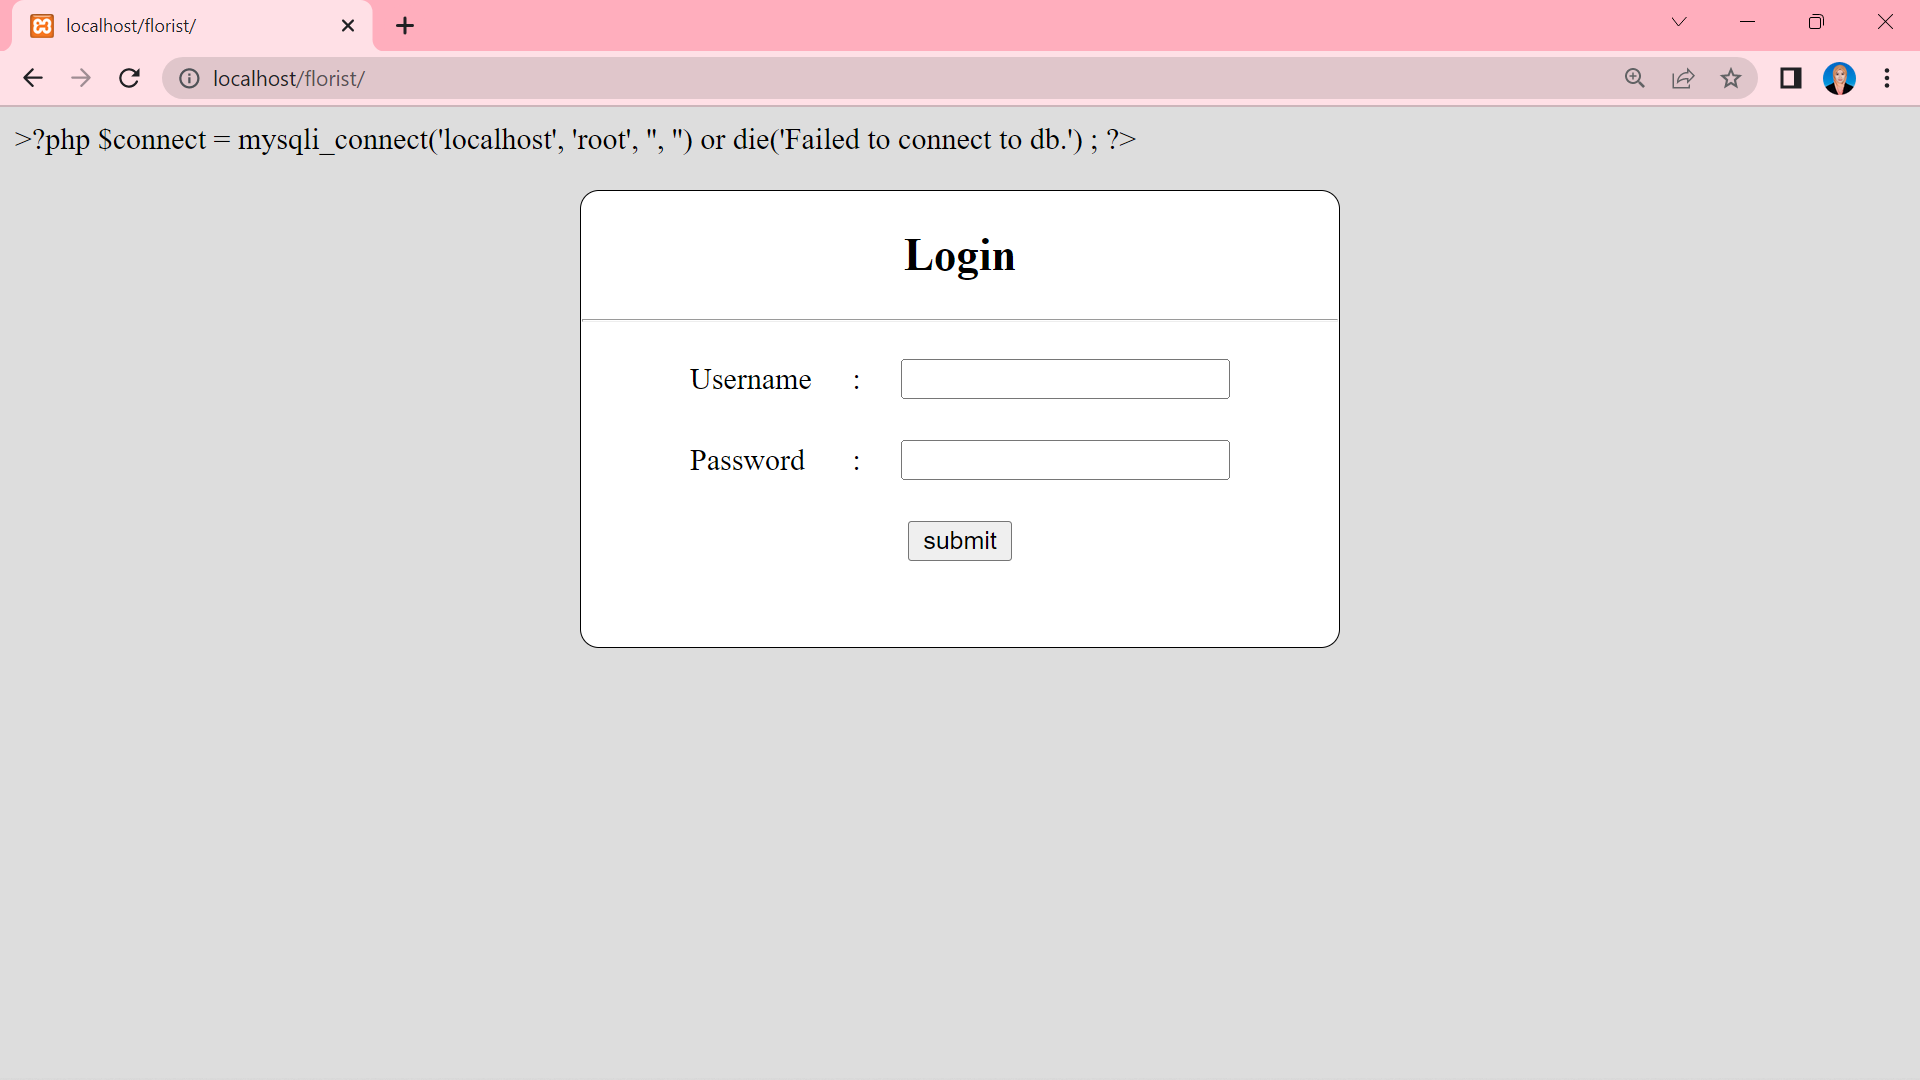 localhost/florist/
localhost/florist/
>?php $connect = mysqli_connect('localhost', 'root', '', '') or die('Failed to connect to db.') ; ?>
Login
Username :
Password :
submit